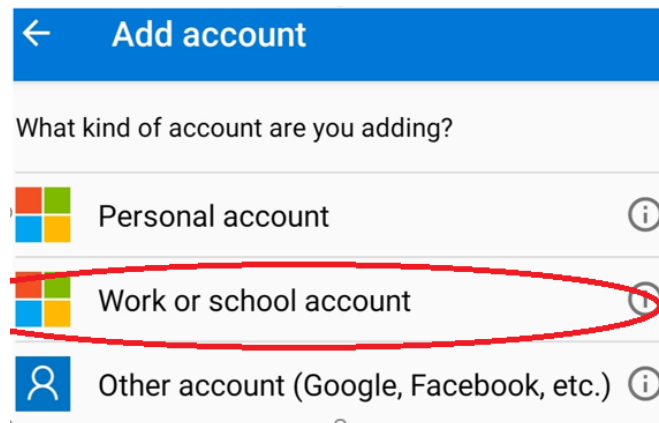 Add account
What kind of account are you adding?
Personal account
Work or school account
Other account (Google, Facebook, etc.)